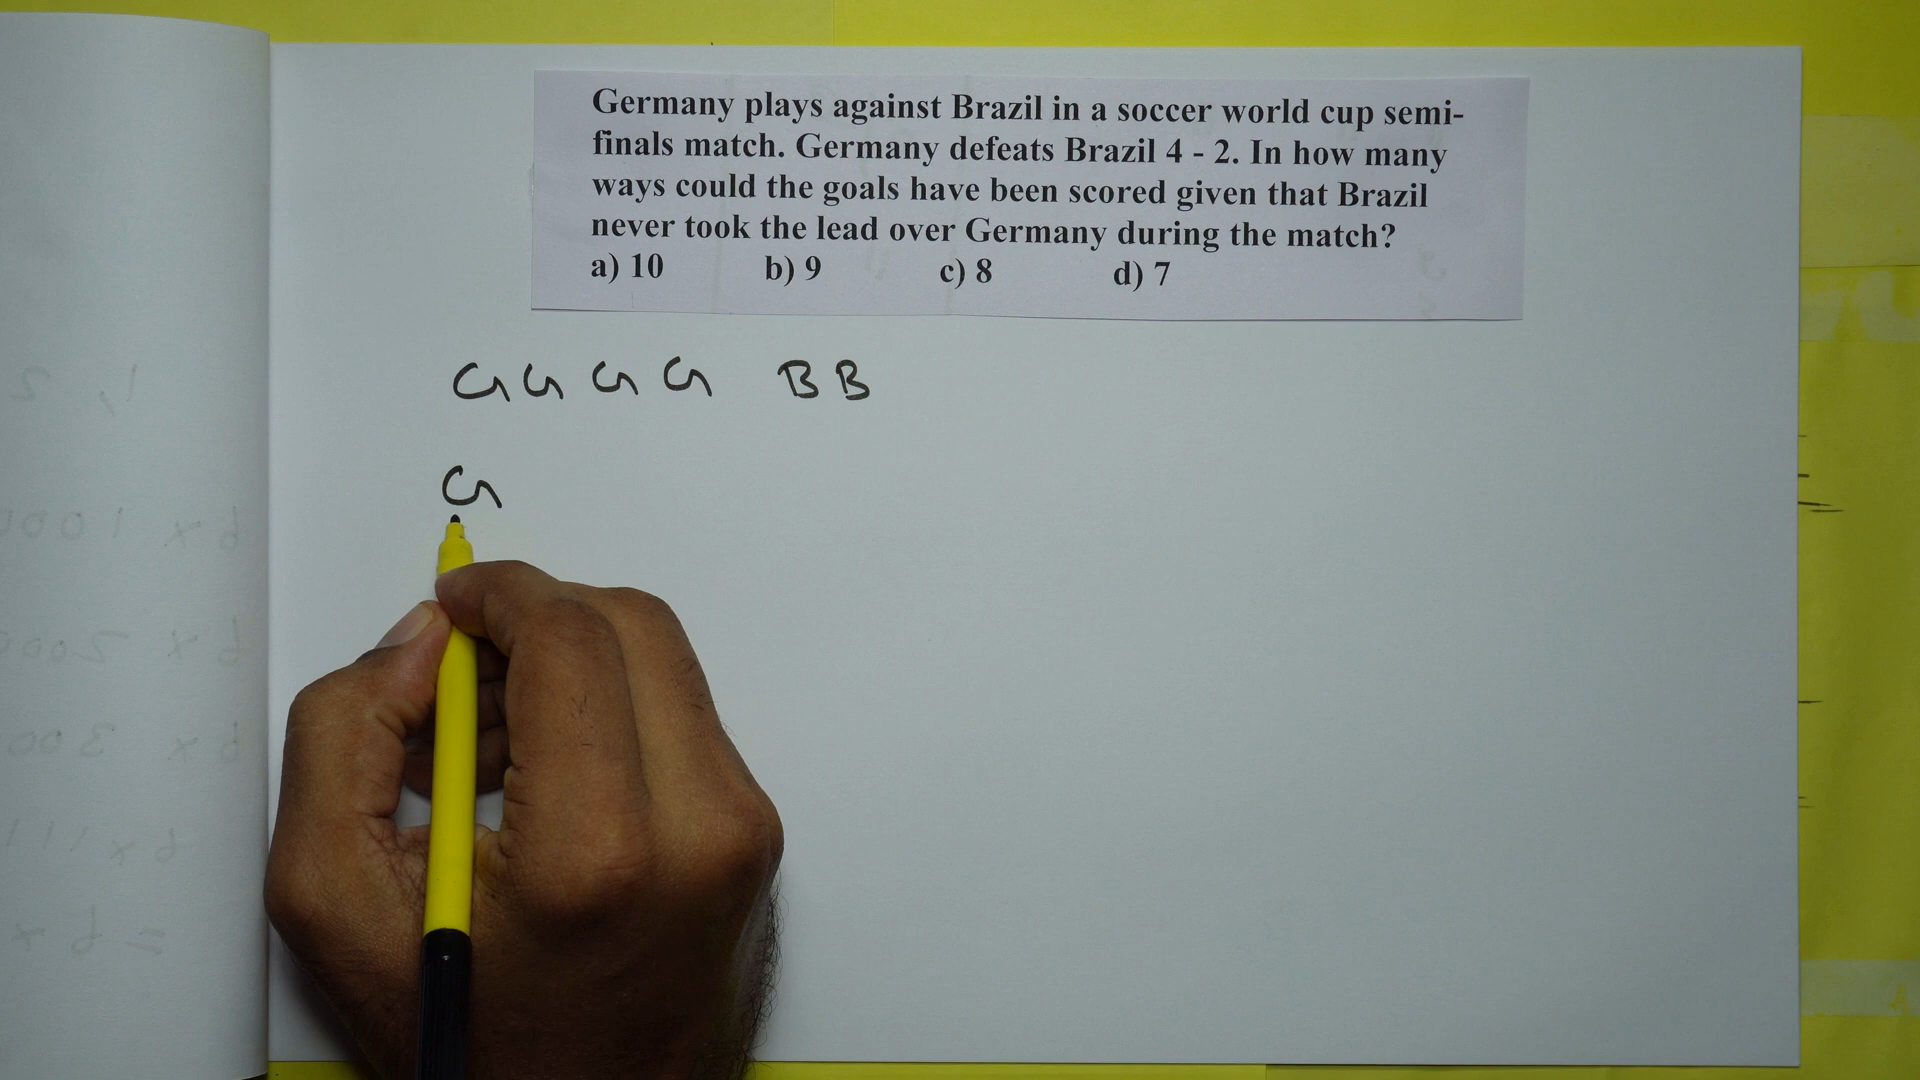 Germany plays against Brazil in a soccer world cup semi-
finals match. Germany defeats Brazil 4 - 2. In how many
ways could the goals have been scored given that Brazil
never took the lead over Germany during the match?
a) 10 b) 9 c) 8 d) 7
G G G G B B
G